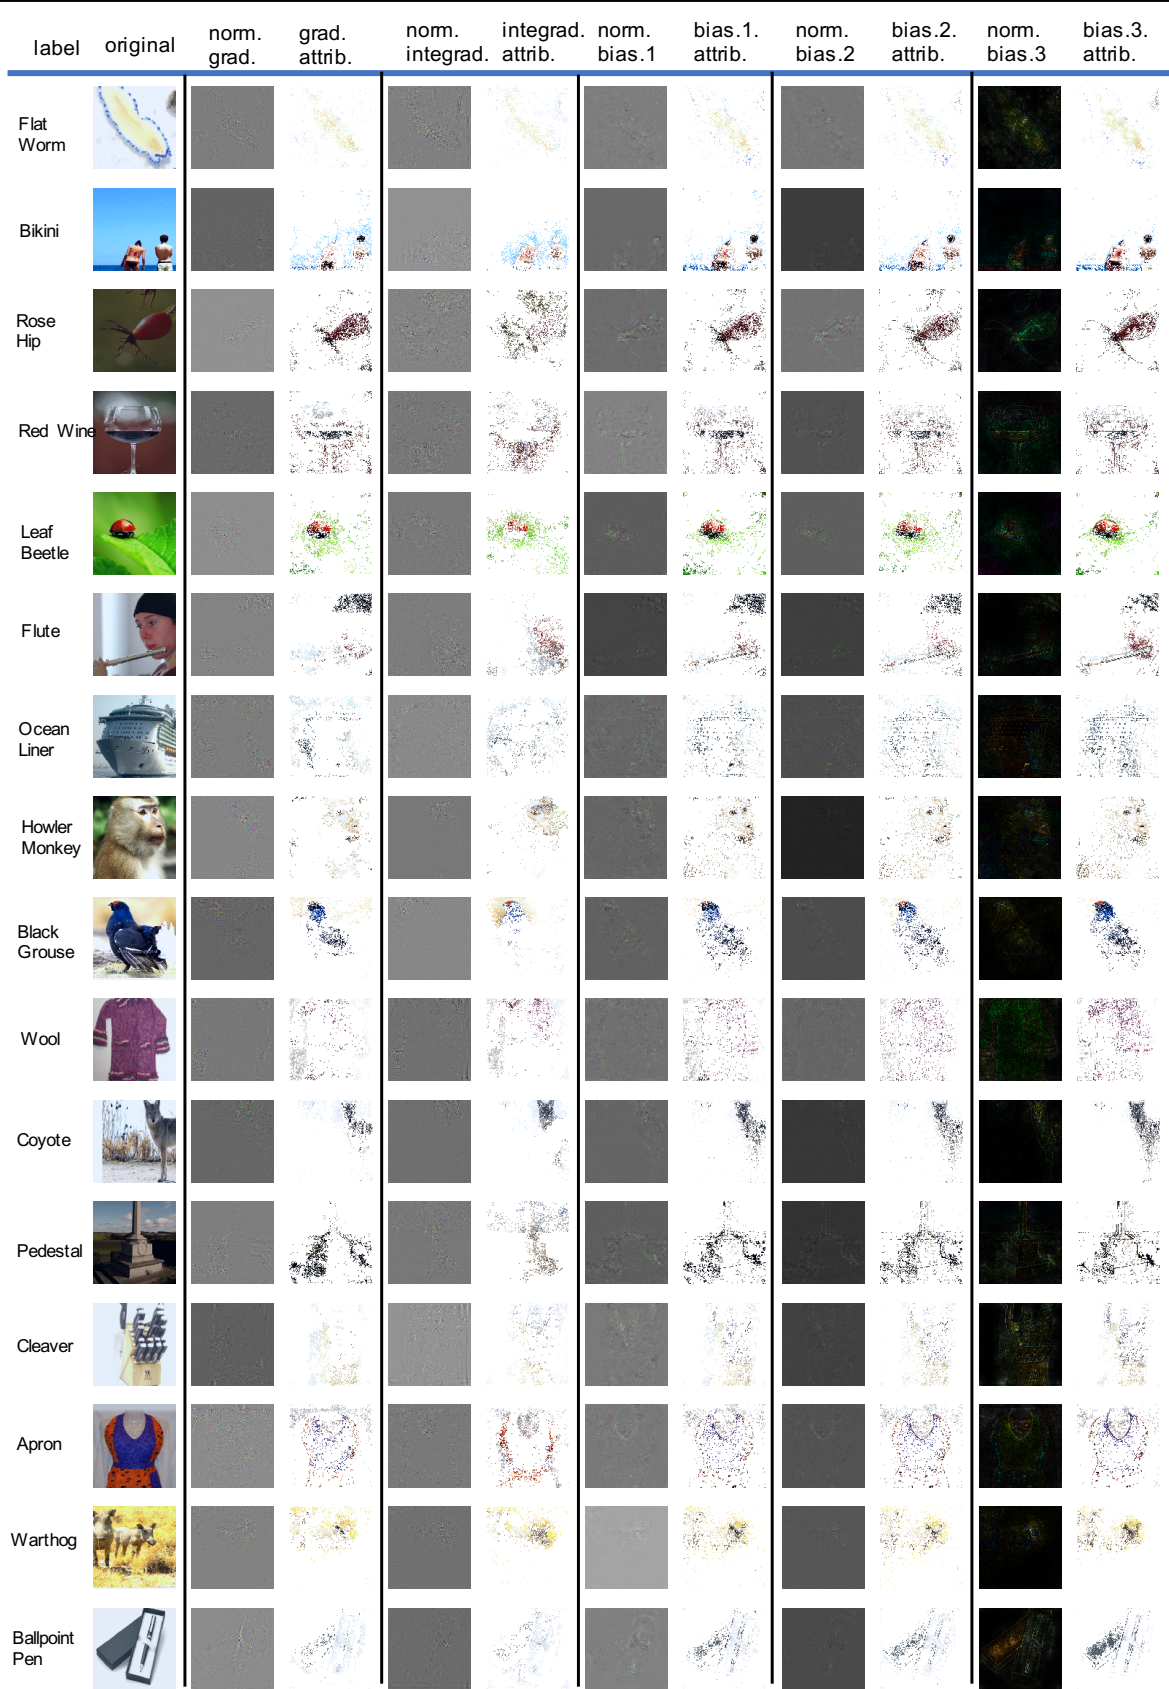 label original norm. grad. grad. attrib. norm. integrad. integrad. attrib. norm. bias.1 bias.1. attrib. norm. bias.2 bias.2. attrib. norm. bias.3 bias.3. attrib.
Flat
Worm
Bikini
Rose
Hip
Red Wine
Leaf
Beetle
Flute
Ocean
Liner
Howler
Monkey
Black
Grouse
Wool
Coyote
Pedestal
Cleaver
Apron
Warthog
Ballpoint
Pen